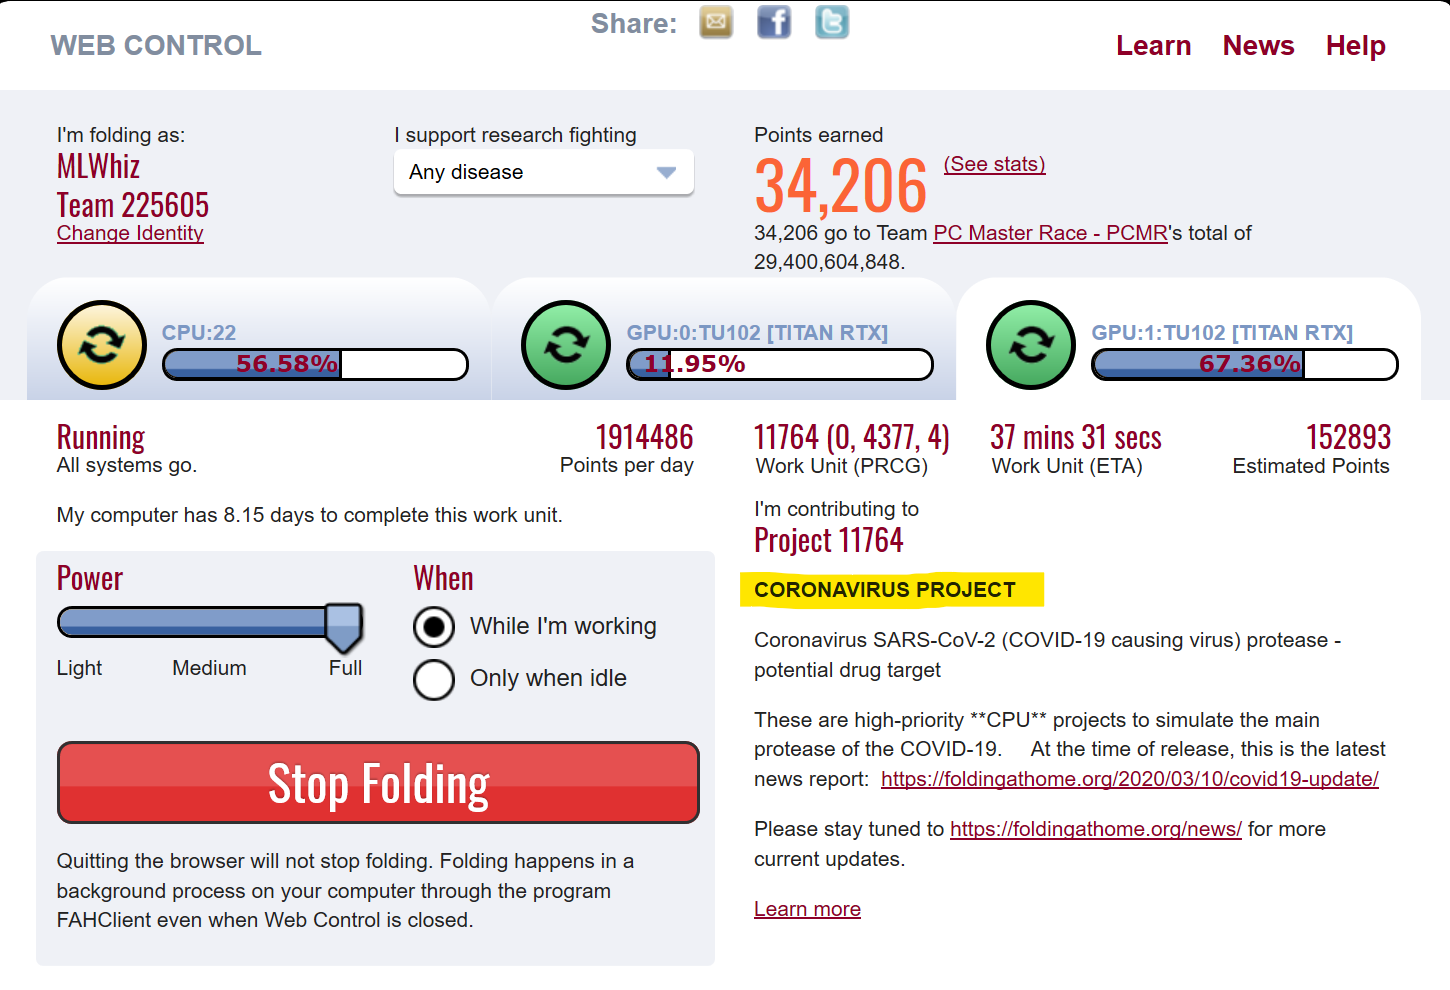 Share:
WEB CONTROL
Learn News Help
I'm folding as:
MLWhiz
Team 225605
Change Identity
I support research fighting
Any disease
Points earned
34,206 (See stats)
34,206 go to Team PC Master Race - PCMR's total of
29,400,604,848.
CPU:22
56.58%
GPU:0:TU102 [TITAN RTX]
11.95%
GPU:1:TU102 [TITAN RTX]
67.36%
Running
All systems go.
1914486
Points per day
11764 (0, 4377, 4)
Work Unit (PRCG)
37 mins 31 secs
Work Unit (ETA)
152893
Estimated Points
My computer has 8.15 days to complete this work unit.
Power
Light Medium Full
When
While I'm working
Only when idle
Stop Folding
Quitting the browser will not stop folding. Folding happens in a
background process on your computer through the program
FAHClient even when Web Control is closed.
I'm contributing to
Project 11764
CORONAVIRUS PROJECT
Coronavirus SARS-CoV-2 (COVID-19 causing virus) protease -
potential drug target
These are high-priority **CPU** projects to simulate the main
protease of the COVID-19. At the time of release, this is the latest
news report: https://foldingathome.org/2020/03/10/covid19-update/
Please stay tuned to https://foldingathome.org/news/ for more
current updates.
Learn more